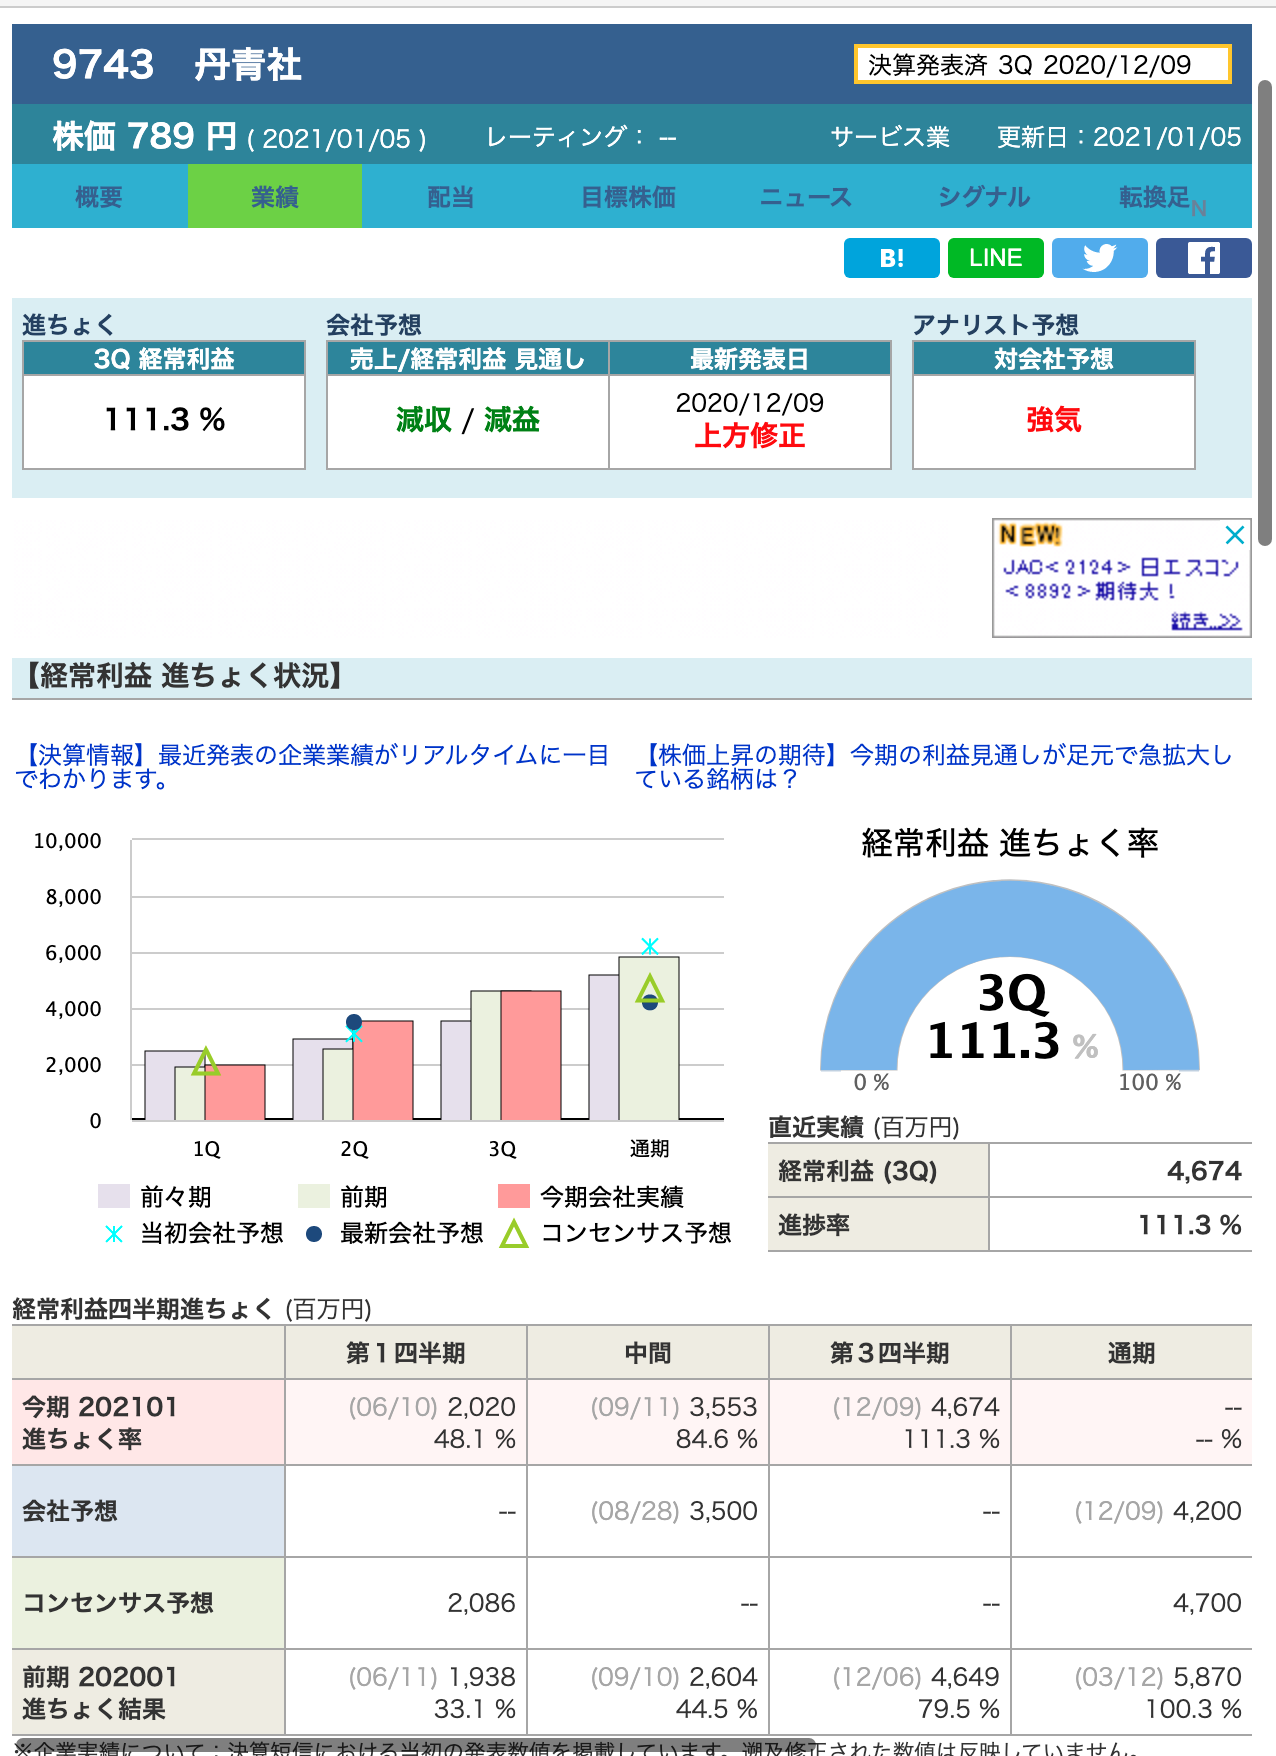 9743 丹青社
決算発表済 3Q 2020/12/09
株価 789 円 ( 2021/01/05 ) レーティング： -- サービス業 更新日：2021/01/05
概要 業績 配当 目標株価 ニュース シグナル 転換足N
B! LINE
進ちょく 会社予想 アナリスト予想
3Q 経常利益 売上/経常利益 見通し 最新発表日 対会社予想
111.3 % 減収 / 減益 2020/12/09 強気
上方修正
NEW!
JAC<2124> 日エスコン
<8892>期待大！
続き..>>
【経常利益 進ちょく状況】
【決算情報】最近発表の企業業績がリアルタイムに一目
でわかります。
【株価上昇の期待】今期の利益見通しが足元で急拡大し
ている銘柄は？
10,000
8,000
6,000
4,000
2,000
0
1Q 2Q 3Q 通期
前々期 前期 今期会社実績
当初会社予想 最新会社予想 コンセンサス予想
経常利益 進ちょく率
3Q
111.3 %
0 % 100 %
直近実績 (百万円)
経常利益 (3Q) 4,674
進捗率 111.3 %
経常利益四半期進ちょく (百万円)
第１四半期 中間 第３四半期 通期
今期 202101 (06/10) 2,020 (09/11) 3,553 (12/09) 4,674 --
進ちょく率 48.1 % 84.6 % 111.3 % -- %
会社予想 -- (08/28) 3,500 -- (12/09) 4,200
コンセンサス予想 2,086 -- -- 4,700
前期 202001 (06/11) 1,938 (09/10) 2,604 (12/06) 4,649 (03/12) 5,870
進ちょく結果 33.1 % 44.5 % 79.5 % 100.3 %
※企業実績について：決算短信における当初の発表数値を掲載しています。遡及修正された数値は反映していません。